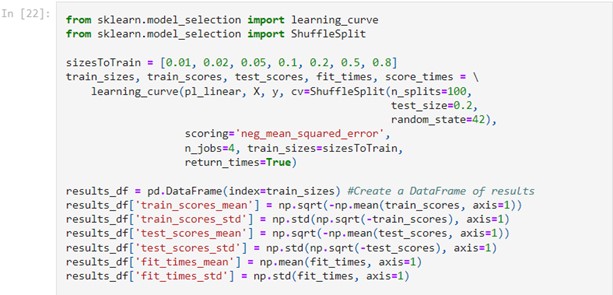 In [22]:
from sklearn.model_selection import learning_curve
from sklearn.model_selection import ShuffleSplit
sizesToTrain = [0.01, 0.02, 0.05, 0.1, 0.2, 0.5, 0.8]
train_sizes, train_scores, test_scores, fit_times, score_times = \
learning_curve(pl_linear, X, y, cv=ShuffleSplit(n_splits=100,
test_size=0.2,
random_state=42),
scoring='neg_mean_squared_error',
n_jobs=4, train_sizes=sizesToTrain,
return_times=True)
results_df = pd.DataFrame(index=train_sizes) #Create a DataFrame of results
results_df['train_scores_mean'] = np.sqrt(-np.mean(train_scores, axis=1))
results_df['train_scores_std'] = np.std(np.sqrt(-train_scores), axis=1)
results_df['test_scores_mean'] = np.sqrt(-np.mean(test_scores, axis=1))
results_df['test_scores_std'] = np.std(np.sqrt(-test_scores), axis=1)
results_df['fit_times_mean'] = np.mean(fit_times, axis=1)
results_df['fit_times_std'] = np.std(fit_times, axis=1)